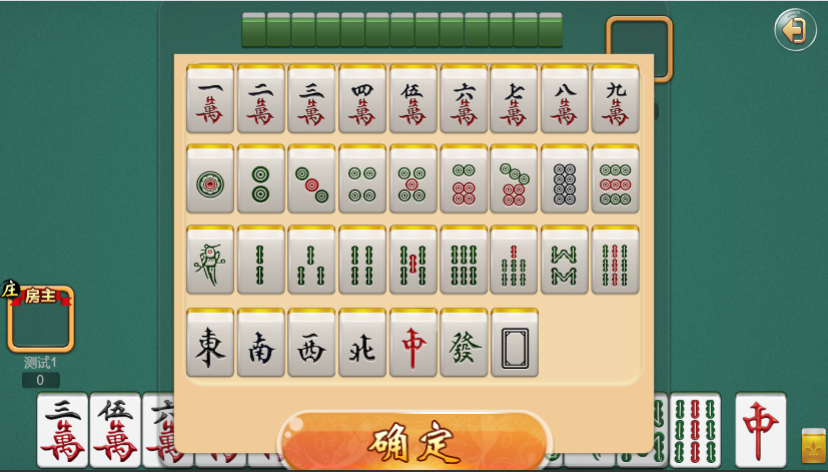 一 二 三 四 伍 六 七 八 九
萬 萬 萬 萬 萬 萬 萬 萬 萬
東 南 西 北 中 發
庄 房主
测试1
0
三 伍 六 中
萬 萬 萬
确定